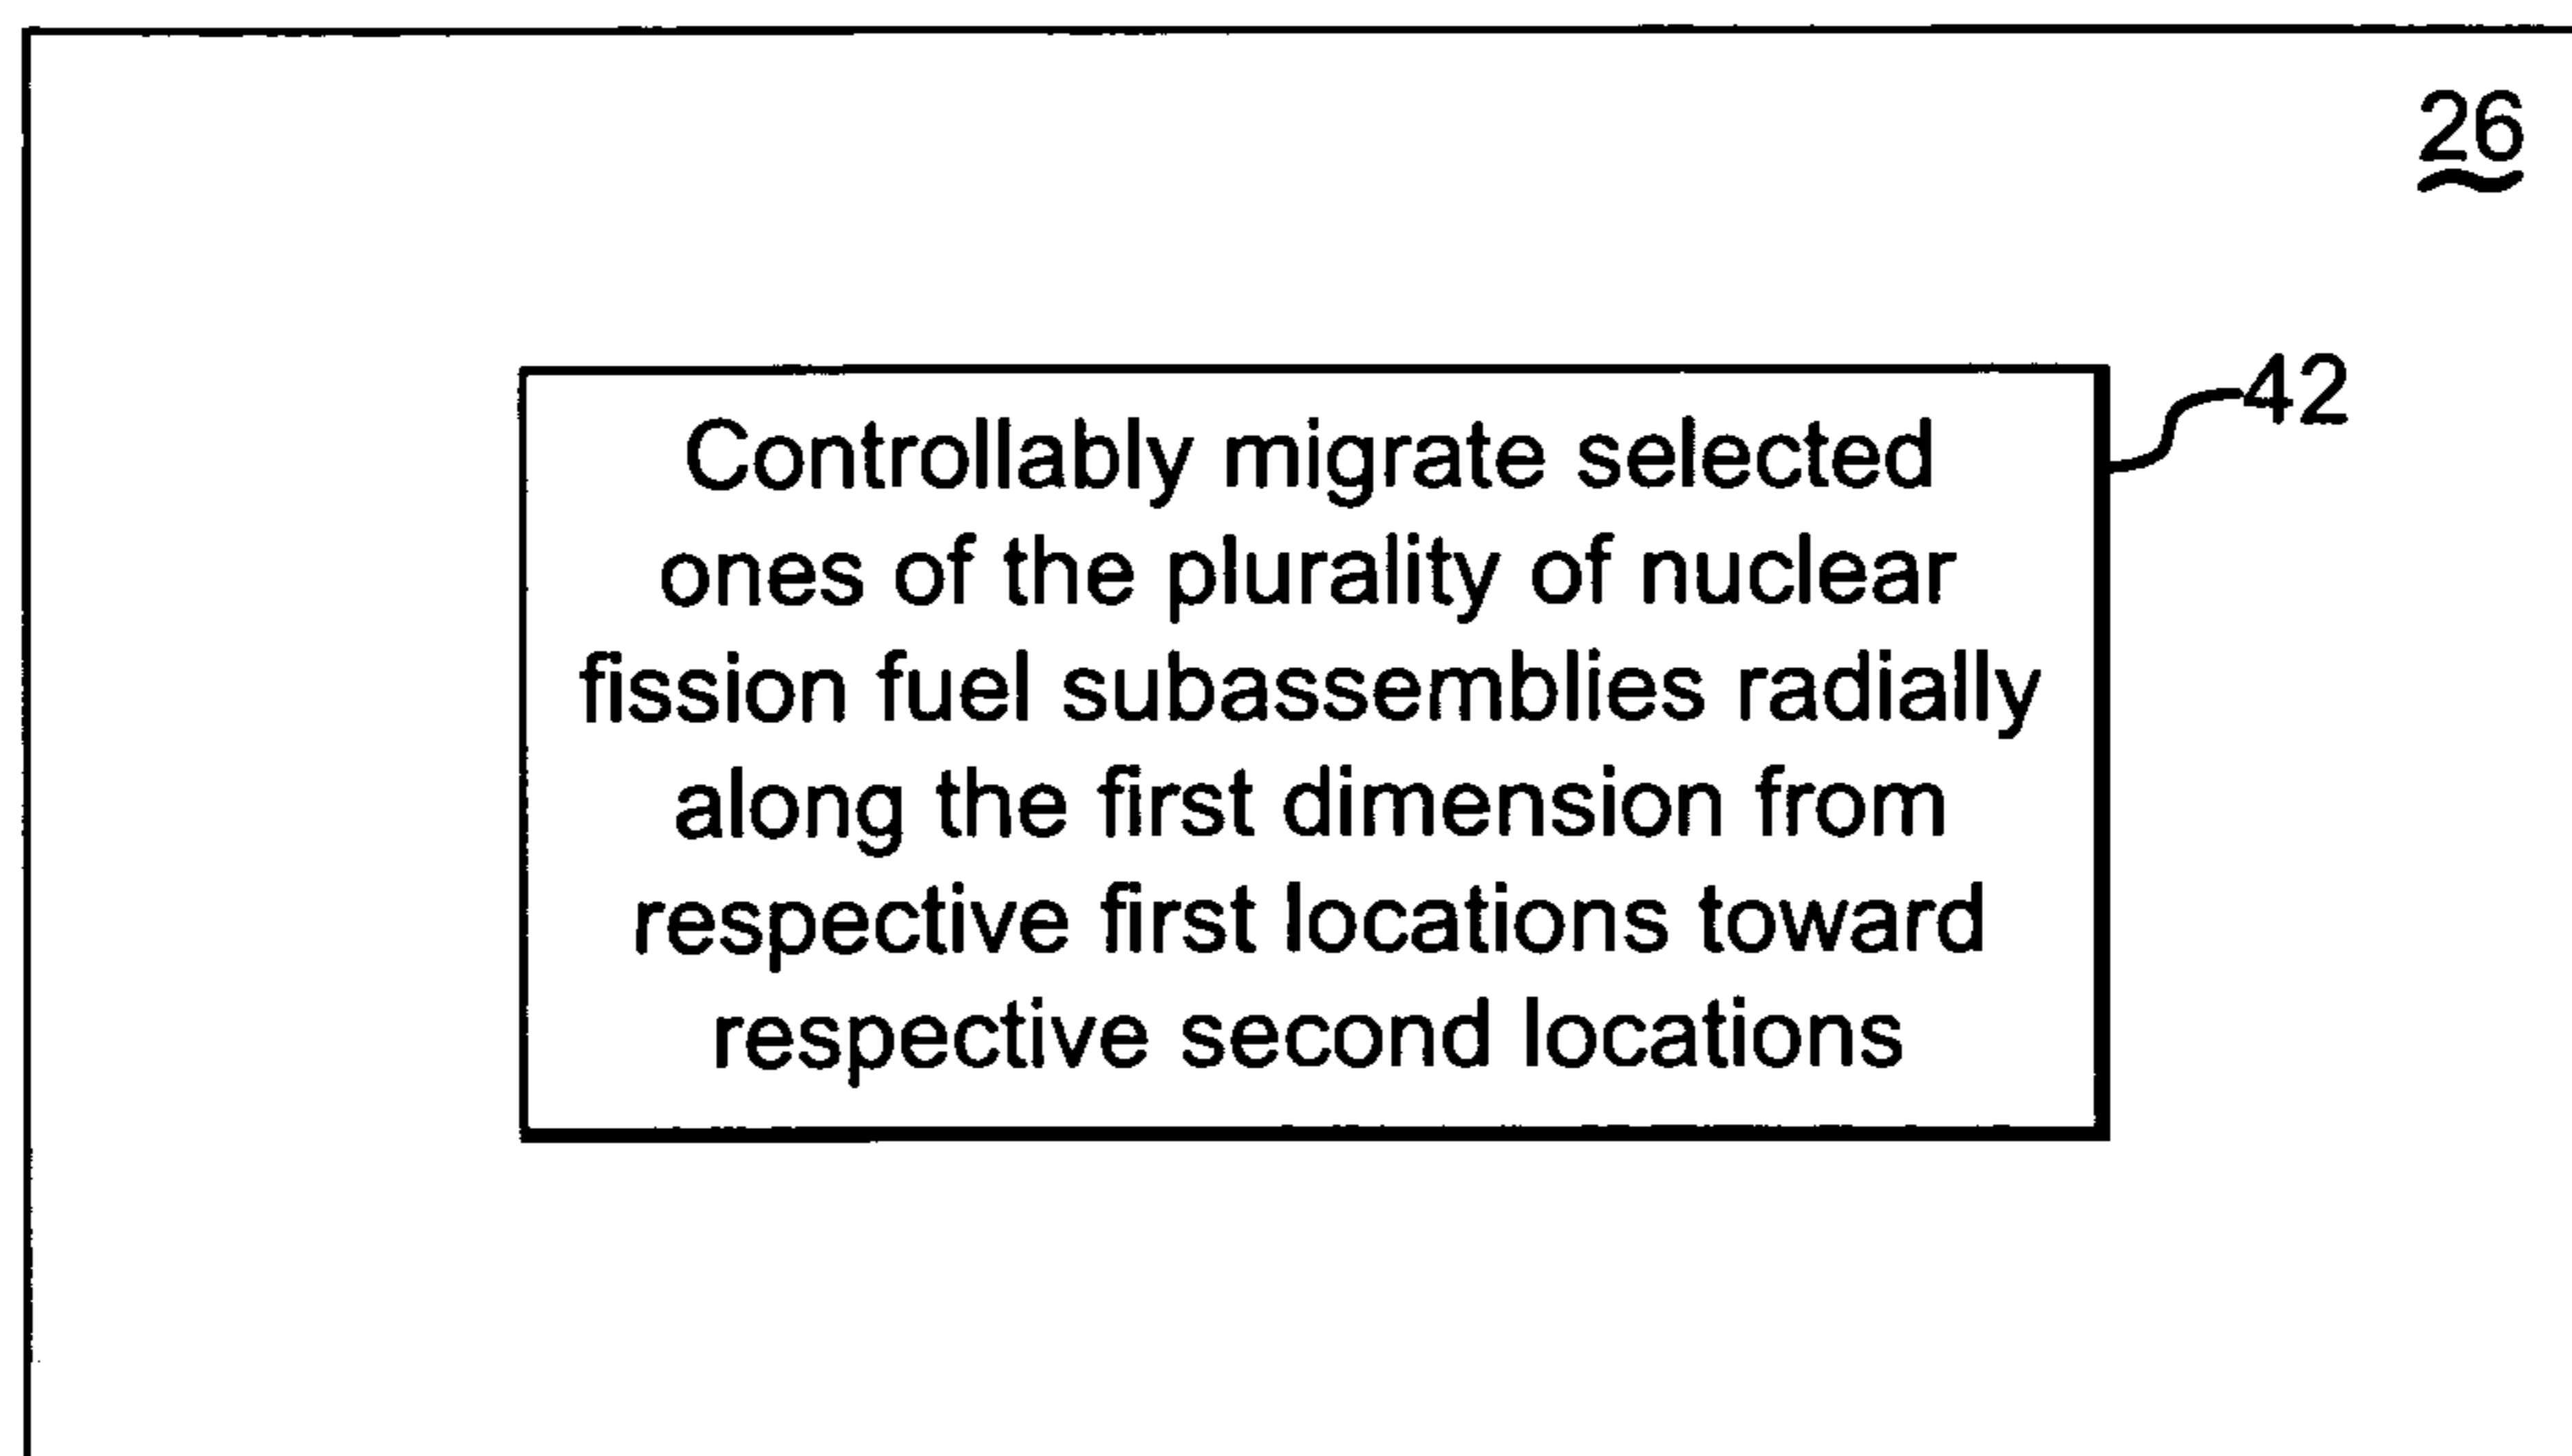 26
42
Controllably migrate selected
ones of the plurality of nuclear
fission fuel subassemblies radially
along the first dimension from
respective first locations toward
respective second locations